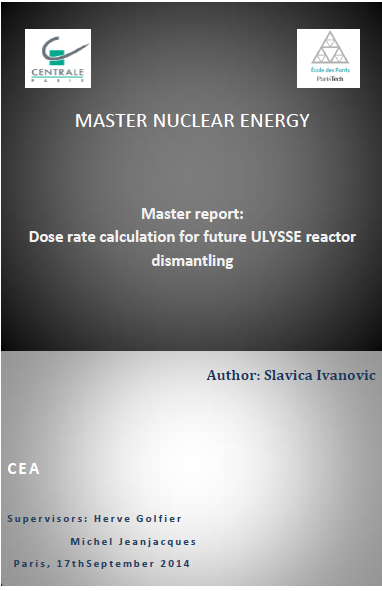 CENTRALE
PARIS
École des Ponts
ParisTech
MASTER NUCLEAR ENERGY
Master report:
Dose rate calculation for future ULYSSE reactor
dismantling
Author: Slavica Ivanovic
CEA
Supervisors: Herve Golfier
Michel Jeanjacques
Paris, 17thSeptember 2014